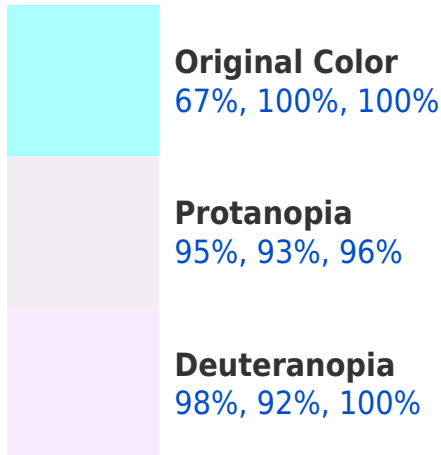 Original Color
67%, 100%, 100%
Protanopia
95%, 93%, 96%
Deuteranopia
98%, 92%, 100%